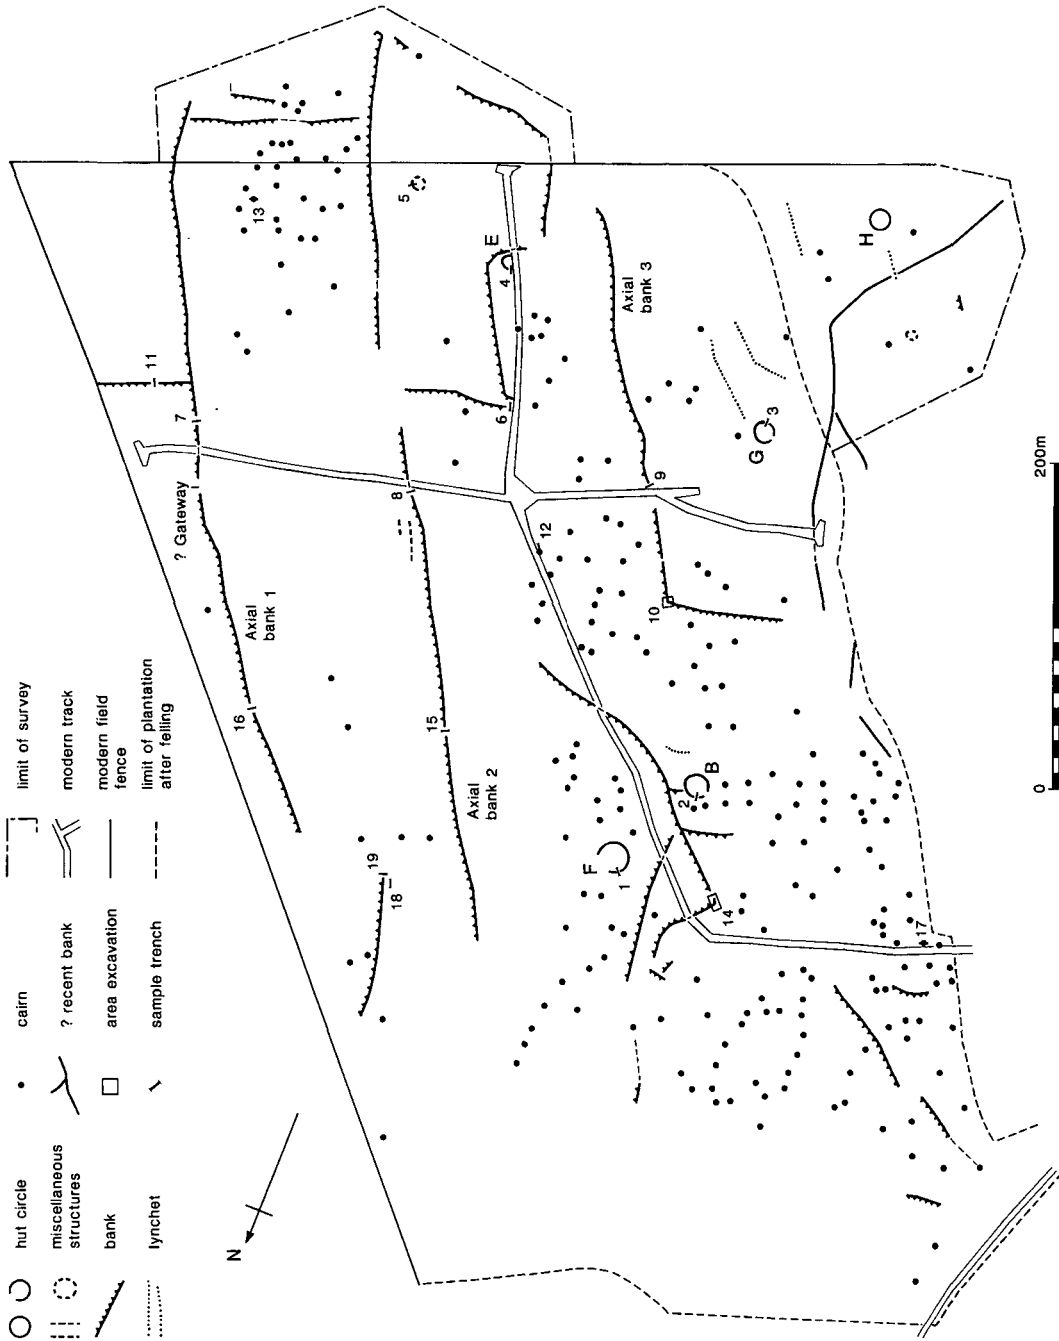 hut circle
miscellaneous
structures
bank
lynchet
cairn
? recent bank
area excavation
sample trench
limit of survey
modern track
modern field
fence
limit of plantation
after felling
N
11
7
? Gateway
Axial
bank 1
16
13
5
E
4
6
8
Axial
bank 3
9
12
10
15
Axial
bank 2
19
18
F
1
2
B
14
17
G
3
H
0
200m